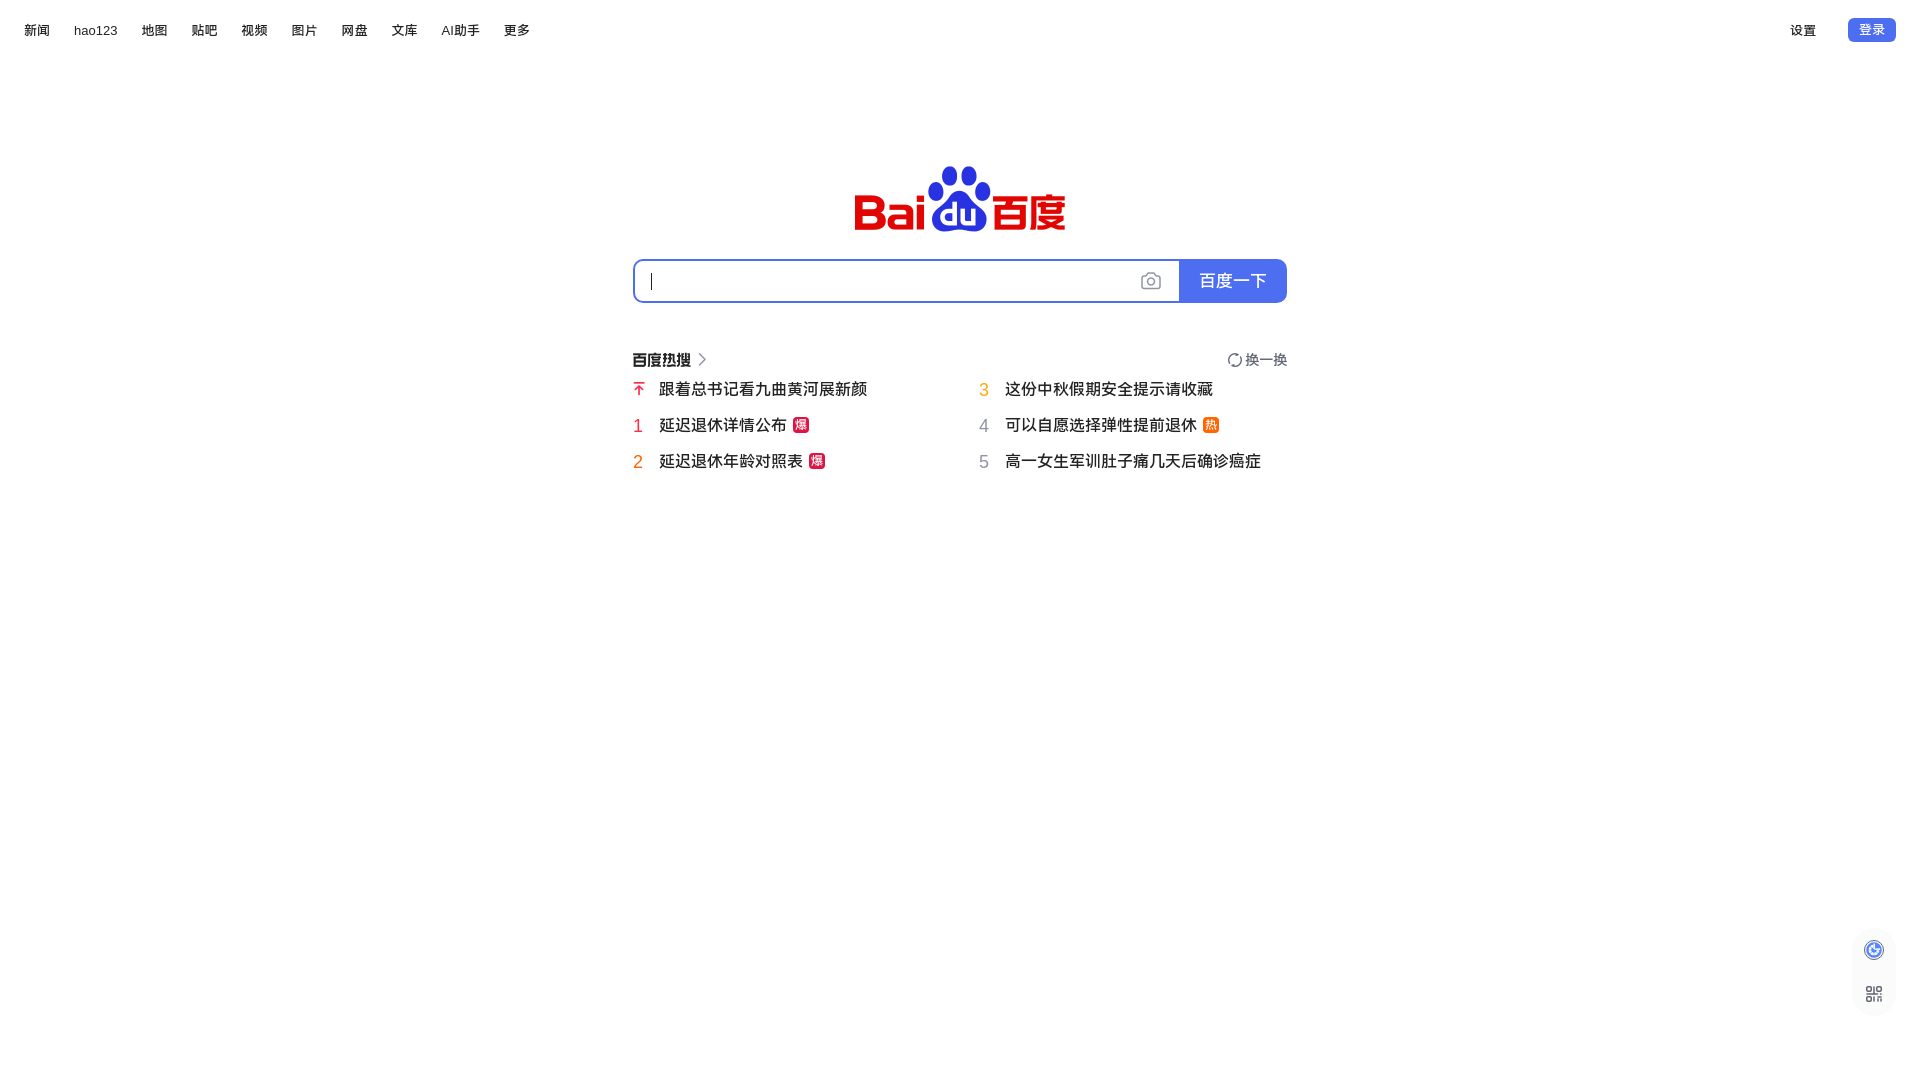 新闻 hao123 地图 贴吧 视频 图片 网盘 文库 AI助手 更多 设置 登录
Bai du 百度
百度一下
百度热搜 换一换
跟着总书记看九曲黄河展新颜
1 延迟退休详情公布 爆
2 延迟退休年龄对照表 爆
3 这份中秋假期安全提示请收藏
4 可以自愿选择弹性提前退休 热
5 高一女生军训肚子痛几天后确诊癌症